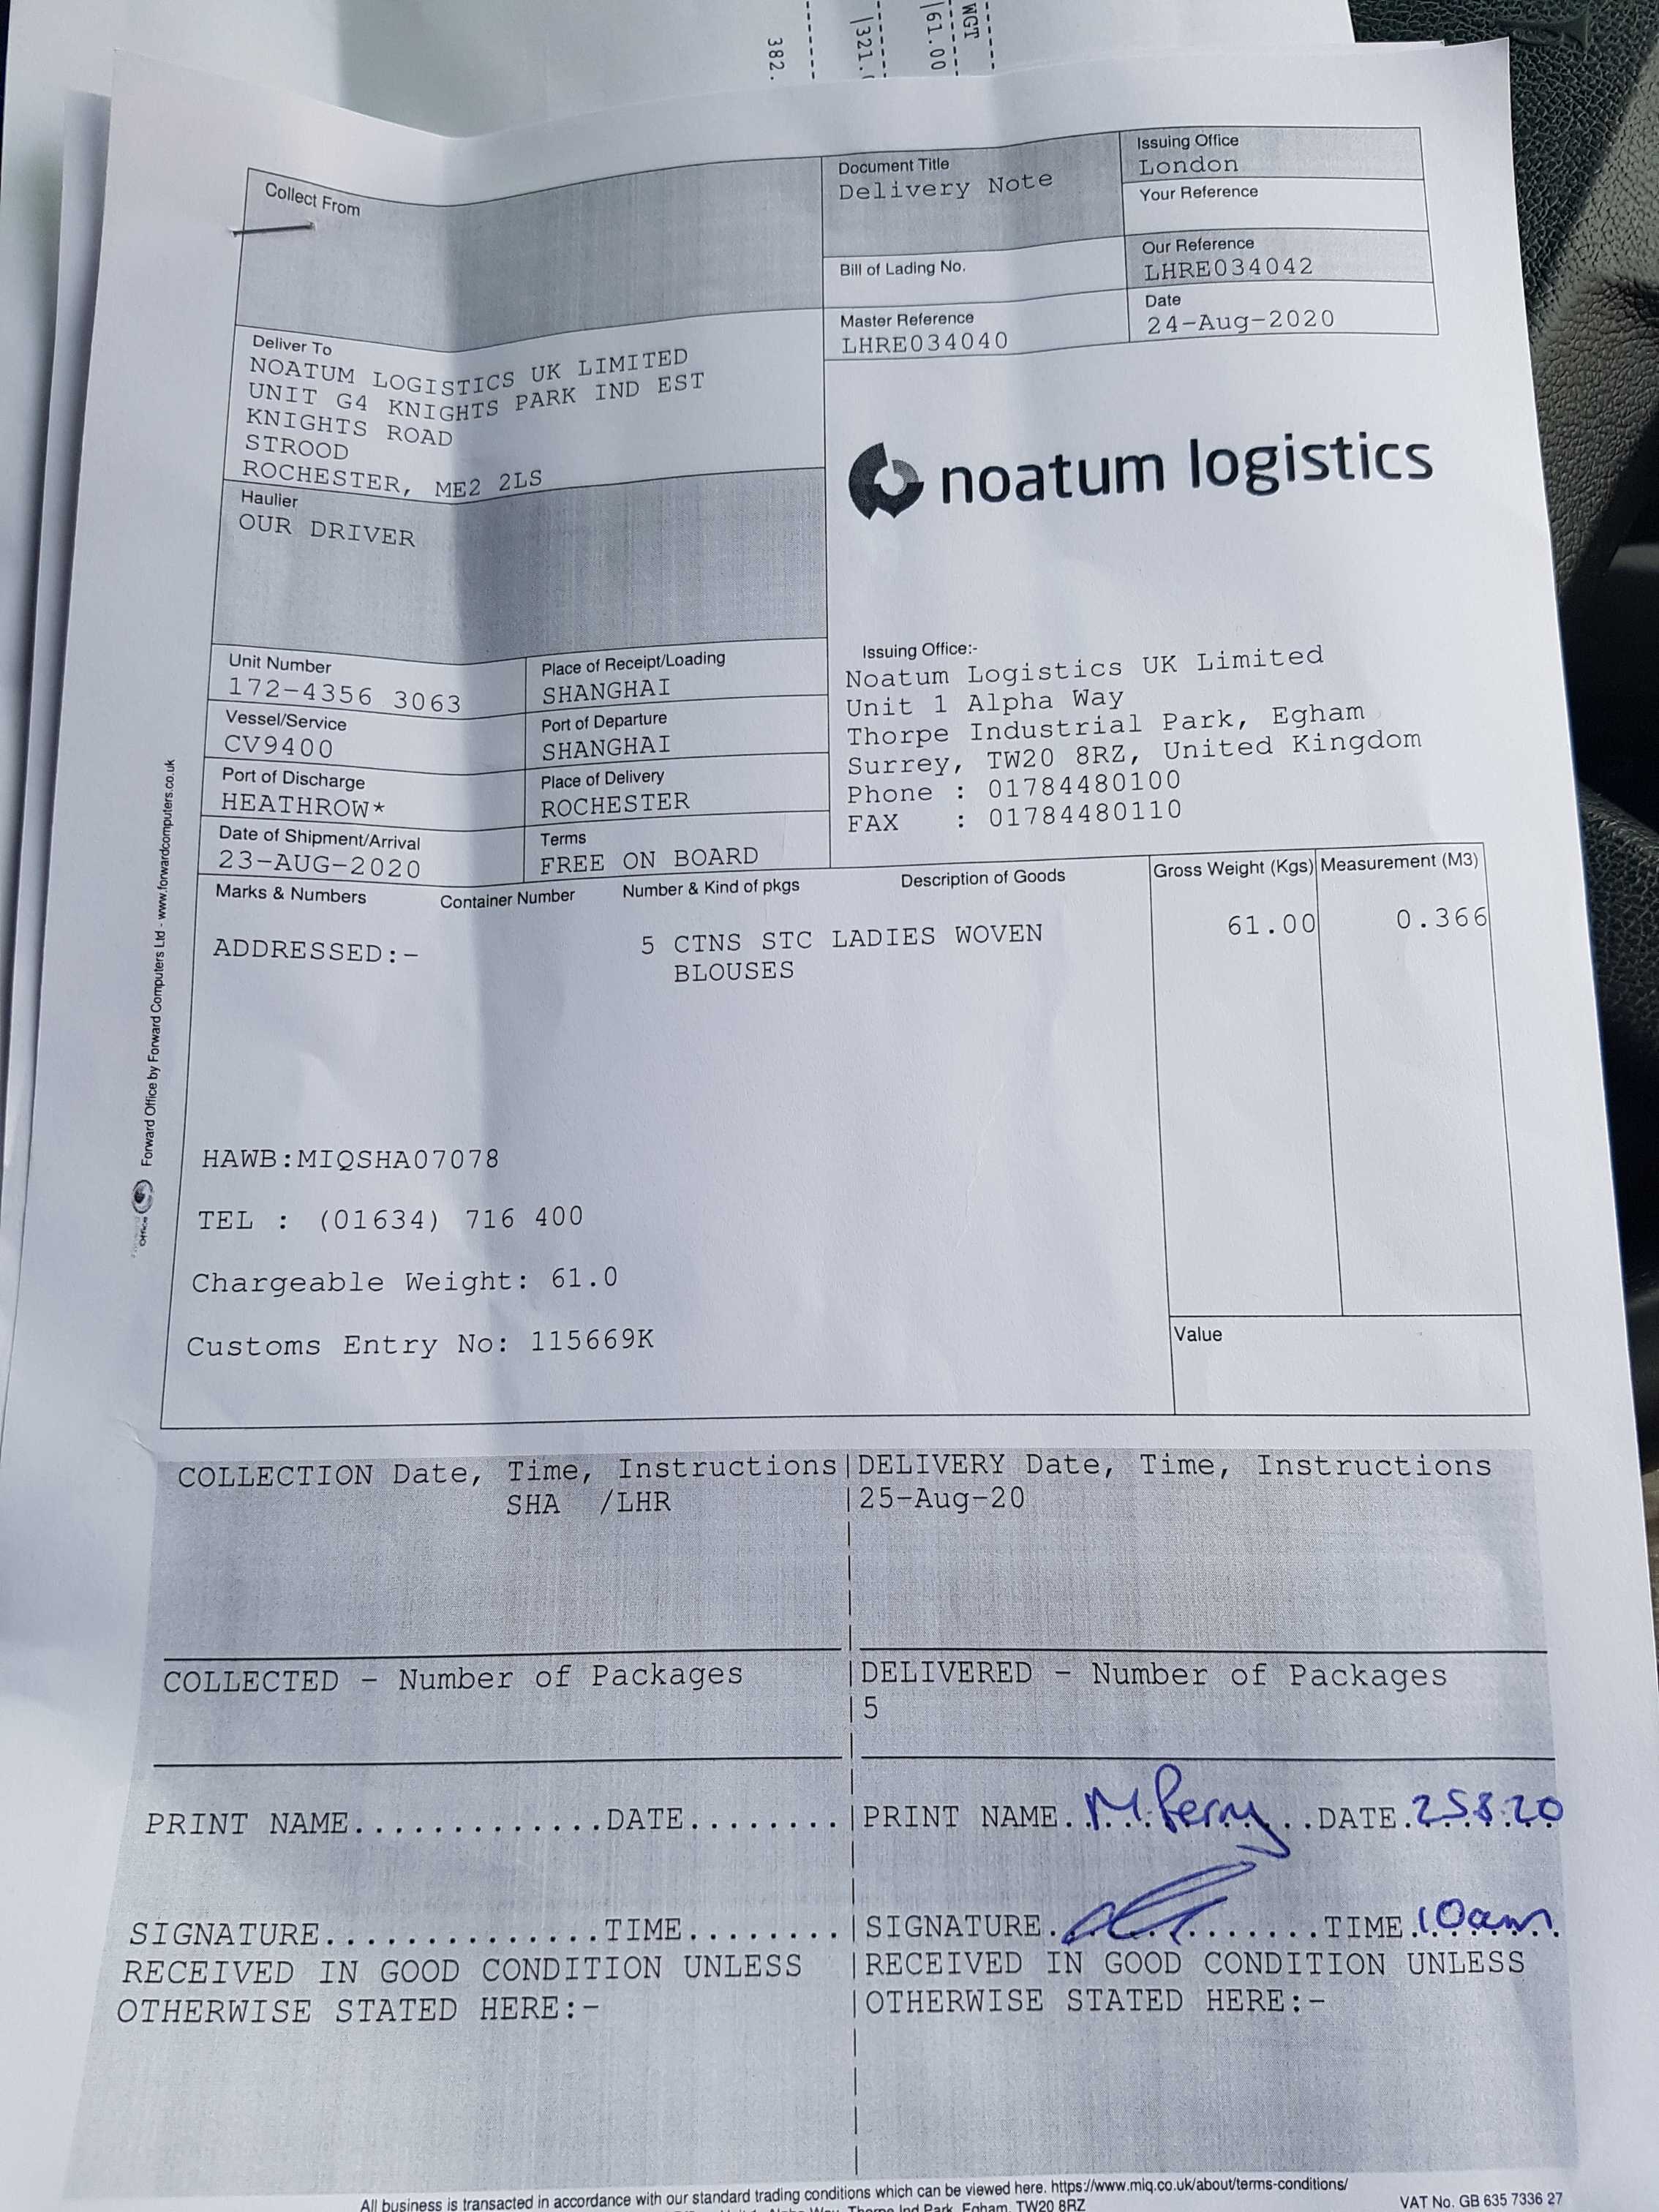 WGT
|61.00
|321.
382.
Collect From
Document Title
Delivery Note
Issuing Office
London
Your Reference
Bill of Lading No.
Our Reference
LHRE034042
Master Reference
LHRE034040
Date
24-Aug-2020
Deliver To
NOATUM LOGISTICS UK LIMITED
UNIT G4 KNIGHTS PARK IND EST
KNIGHTS ROAD
STROOD
ROCHESTER, ME2 2LS
Haulier
OUR DRIVER
noatum logistics
Unit Number
172-4356 3063
Place of Receipt/Loading
SHANGHAI
Vessel/Service
CV9400
Port of Departure
SHANGHAI
Port of Discharge
HEATHROW*
Place of Delivery
ROCHESTER
Date of Shipment/Arrival
23-AUG-2020
Terms
FREE ON BOARD
Issuing Office:-
Noatum Logistics UK Limited
Unit 1 Alpha Way
Thorpe Industrial Park, Egham
Surrey, TW20 8RZ, United Kingdom
Phone : 01784480100
FAX : 01784480110
Marks & Numbers Container Number Number & Kind of pkgs Description of Goods Gross Weight (Kgs) Measurement (M3)
ADDRESSED:- 5 CTNS STC LADIES WOVEN 61.00 0.366
BLOUSES
HAWB:MIQSHA07078
TEL : (01634) 716 400
Chargeable Weight: 61.0
Customs Entry No: 115669K
Value
Forward Office by Forward Computers Ltd - www.forwardcomputers.co.uk
COLLECTION Date, Time, Instructions|DELIVERY Date, Time, Instructions
SHA /LHR |25-Aug-20
COLLECTED - Number of Packages |DELIVERED - Number of Packages
|5
PRINT NAME.............DATE........|PRINT NAME. M. Perry ..DATE. 25.8.20
SIGNATURE..............TIME........|SIGNATURE..............TIME. 10am
RECEIVED IN GOOD CONDITION UNLESS |RECEIVED IN GOOD CONDITION UNLESS
OTHERWISE STATED HERE:- |OTHERWISE STATED HERE:-
All business is transacted in accordance with our standard trading conditions which can be viewed here. https://www.miq.co.uk/about/terms-conditions/
Thorpe Ind Park, Egham, TW20 8RZ
VAT No. GB 635 7336 27